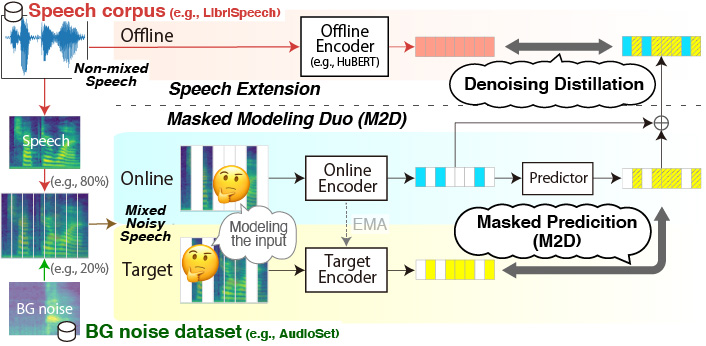 Speech corpus (e.g., LibriSpeech)
Offline
Offline
Encoder
(e.g., HuBERT)
Non-mixed
Speech
Speech Extension
Denoising Distillation
Masked Modeling Duo (M2D)
Speech
(e.g., 80%)
Online
Online
Encoder
Predictor
Mixed
Noisy
Speech
Modeling
the input
EMA
Masked Predicition
(M2D)
(e.g., 20%)
Target
Target
Encoder
BG noise
BG noise dataset (e.g., AudioSet)